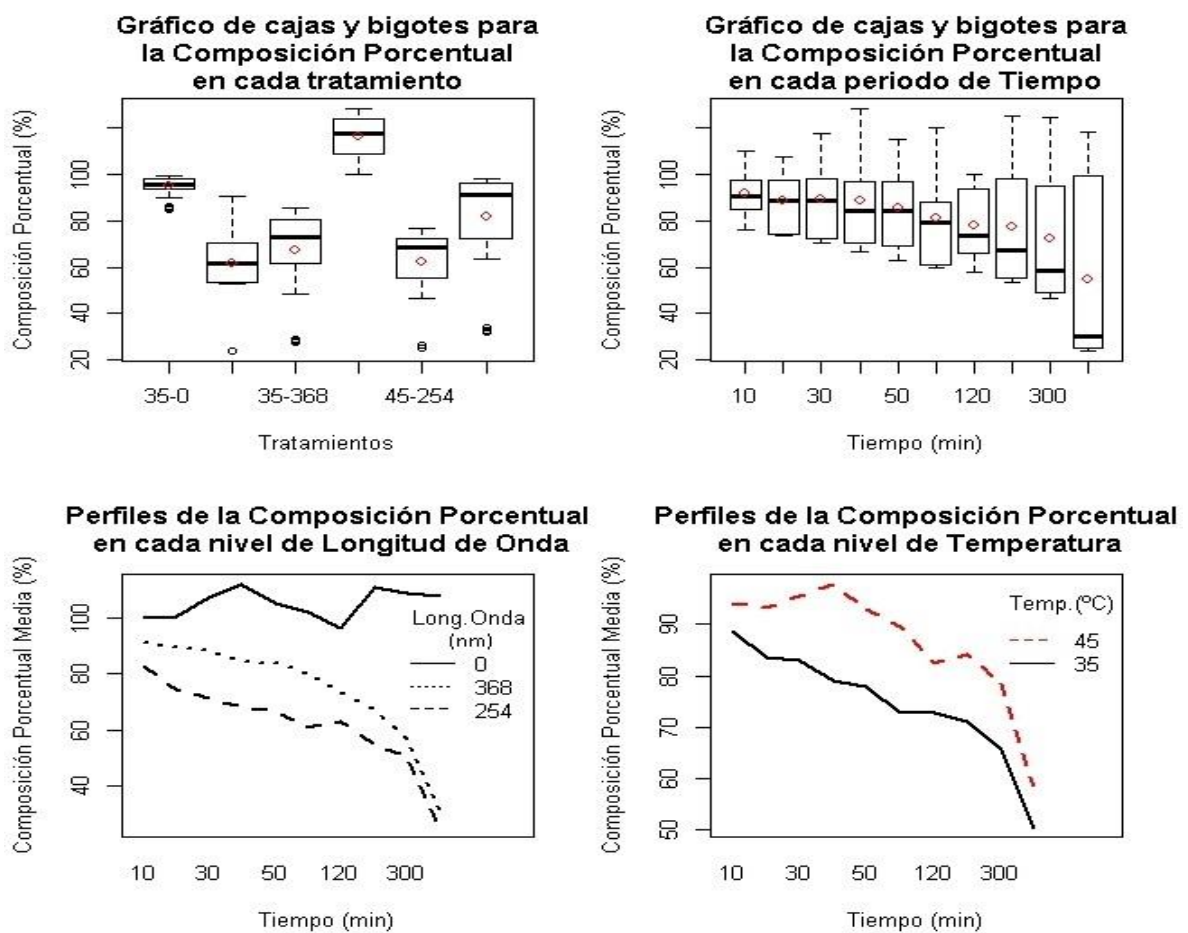 Gráfico de cajas y bigotes para
la Composición Porcentual
en cada tratamiento
Composición Porcentual (%)
100
80
60
40
20
35-0
35-368
45-254
Tratamientos
Gráfico de cajas y bigotes para
la Composición Porcentual
en cada periodo de Tiempo
Composición Porcentual (%)
100
80
60
40
20
10
30
50
120
300
Tiempo (min)
Perfiles de la Composición Porcentual
en cada nivel de Longitud de Onda
Composición Porcentual Media (%)
100
80
60
40
Long.Onda
(nm)
0
368
254
10
30
50
120
300
Tiempo (min)
Perfiles de la Composición Porcentual
en cada nivel de Temperatura
Composición Porcentual Media (%)
90
80
70
60
50
Temp.(ºC)
45
35
10
30
50
120
300
Tiempo (min)